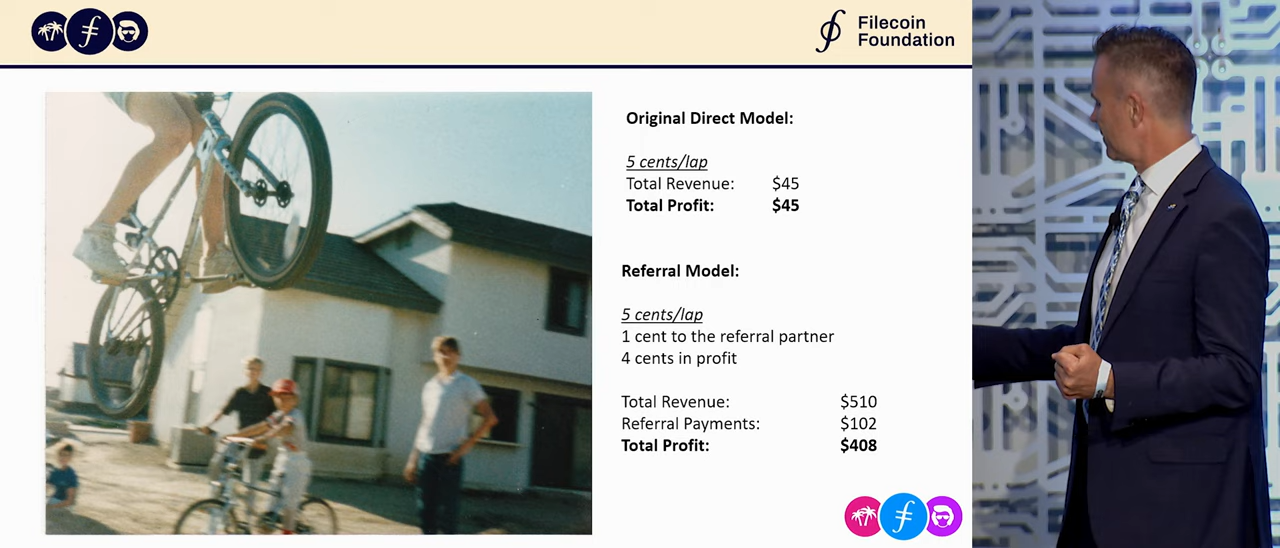 Filecoin
Foundation
Original Direct Model:
5 cents/lap
Total Revenue: $45
Total Profit: $45
Referral Model:
5 cents/lap
1 cent to the referral partner
4 cents in profit
Total Revenue: $510
Referral Payments: $102
Total Profit: $408